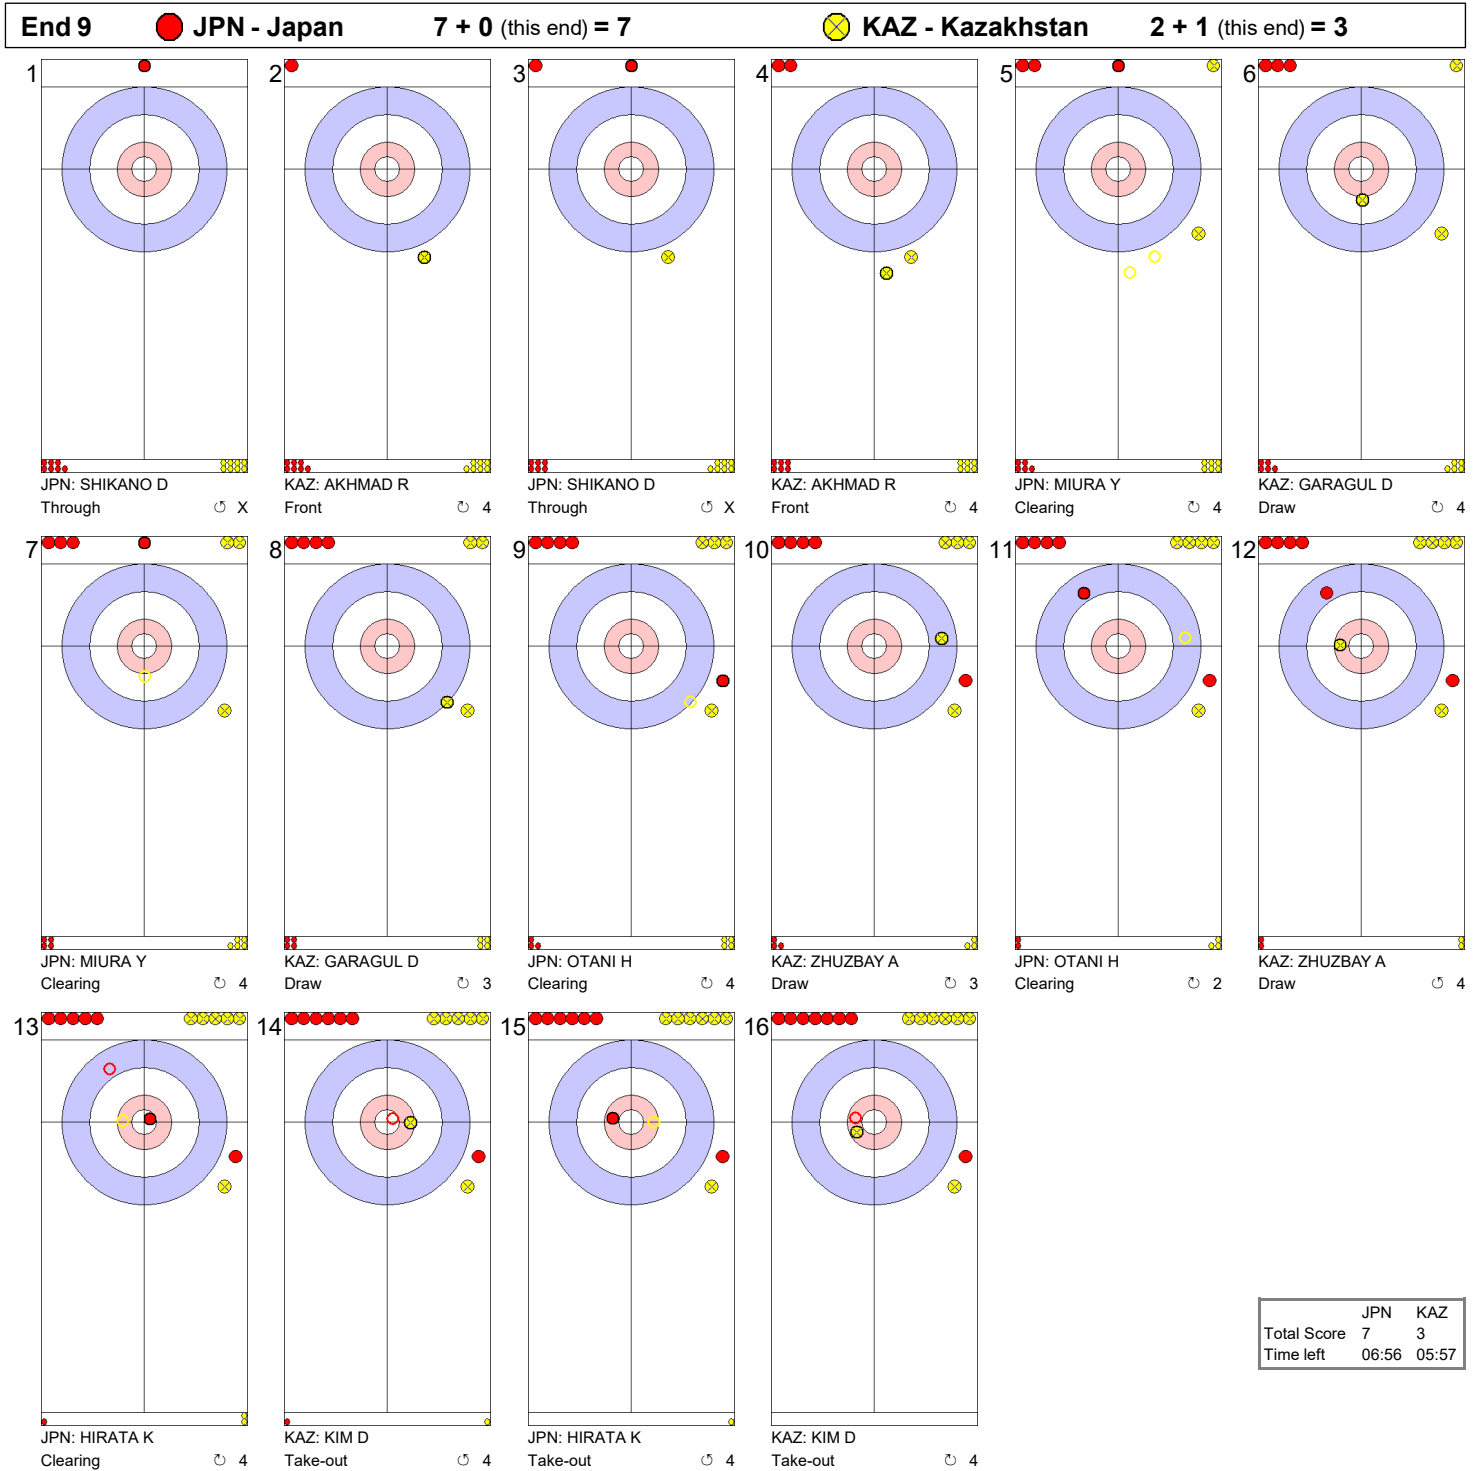 End 9 JPN - Japan 7 + 0 (this end) = 7 KAZ - Kazakhstan 2 + 1 (this end) = 3
1 2 3 4 5 6
JPN: SHIKANO D KAZ: AKHMAD R JPN: SHIKANO D KAZ: AKHMAD R JPN: MIURA Y KAZ: GARAGUL D
Through ↺ X Front ↻ 4 Through ↺ X Front ↻ 4 Clearing ↺ 4 Draw ↻ 4
7 8 9 10 11 12
JPN: MIURA Y KAZ: GARAGUL D JPN: OTANI H KAZ: ZHUZBAY A JPN: OTANI H KAZ: ZHUZBAY A
Clearing ↻ 4 Draw ↻ 3 Clearing ↻ 4 Draw ↻ 3 Clearing ↻ 2 Draw ↺ 4
13 14 15 16
JPN: HIRATA K KAZ: KIM D JPN: HIRATA K KAZ: KIM D
Clearing ↻ 4 Take-out ↺ 4 Take-out ↺ 4 Take-out ↻ 4
JPN KAZ
Total Score 7 3
Time left 06:56 05:57